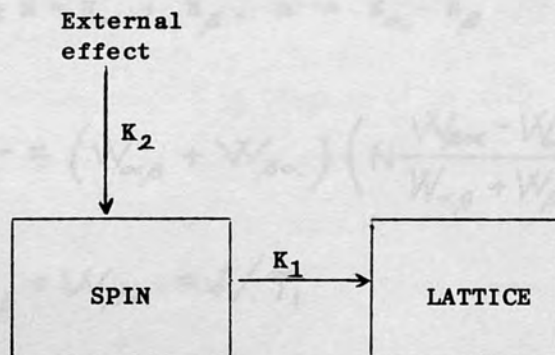 External
effect
K₂
K₁
SPIN
LATTICE